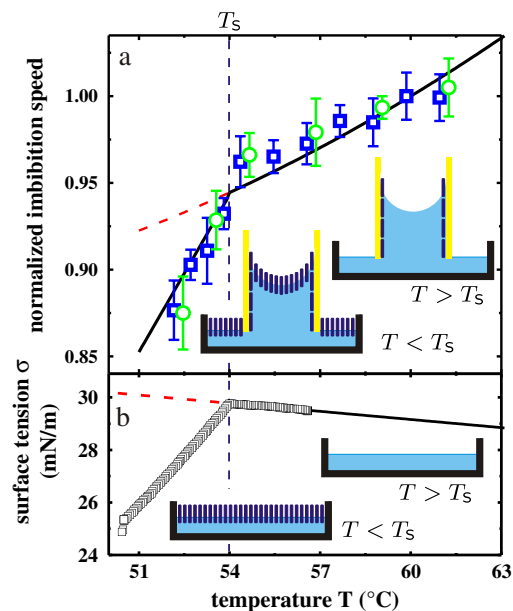 T_S
a
normalized imbibition speed
1.00
0.95
0.90
0.85
T > T_S
T < T_S
b
surface tension σ
(mN/m)
30
28
26
24
T > T_S
T < T_S
51 54 57 60 63
temperature T (°C)